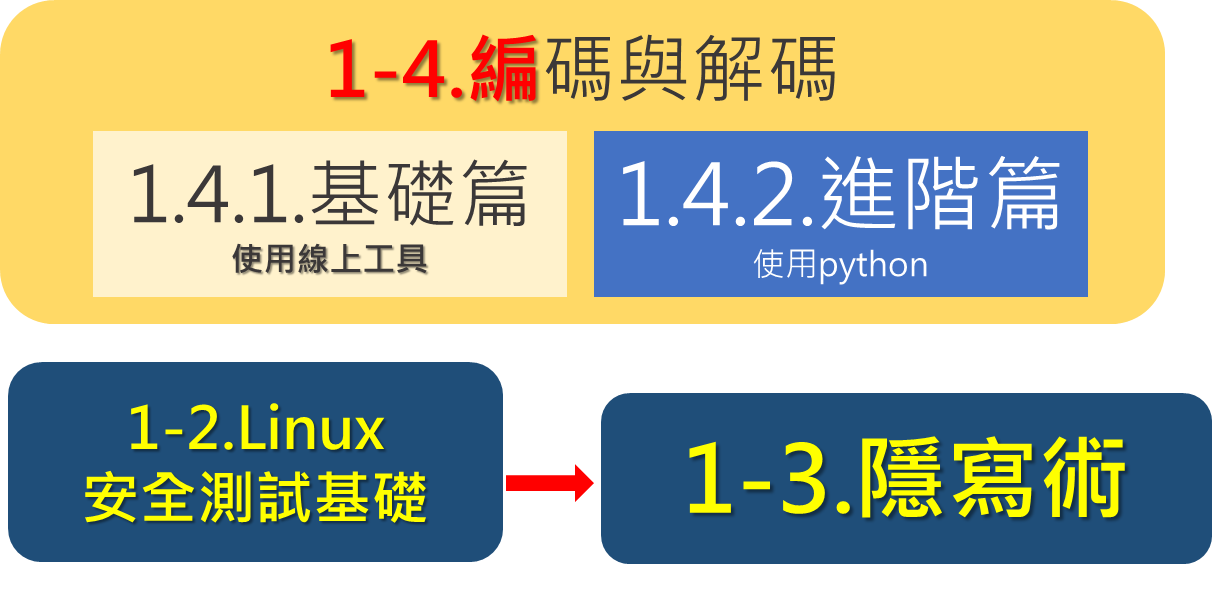 1-4.編碼與解碼
1.4.1.基礎篇
使用線上工具
1.4.2.進階篇
使用python
1-2.Linux
安全測試基礎
1-3.隱寫術